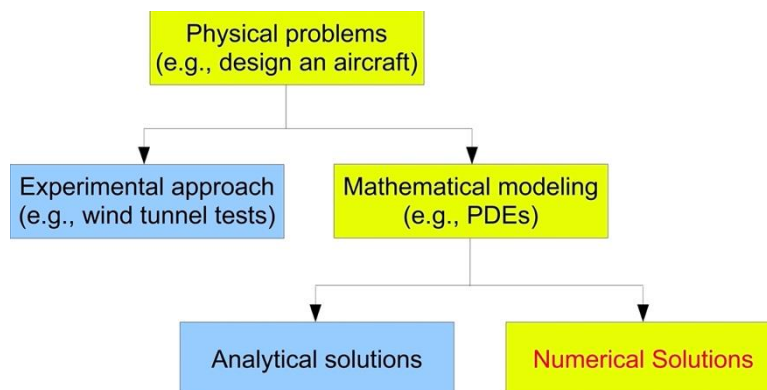 Physical problems
(e.g., design an aircraft)
Experimental approach
(e.g., wind tunnel tests)
Mathematical modeling
(e.g., PDEs)
Analytical solutions
Numerical Solutions